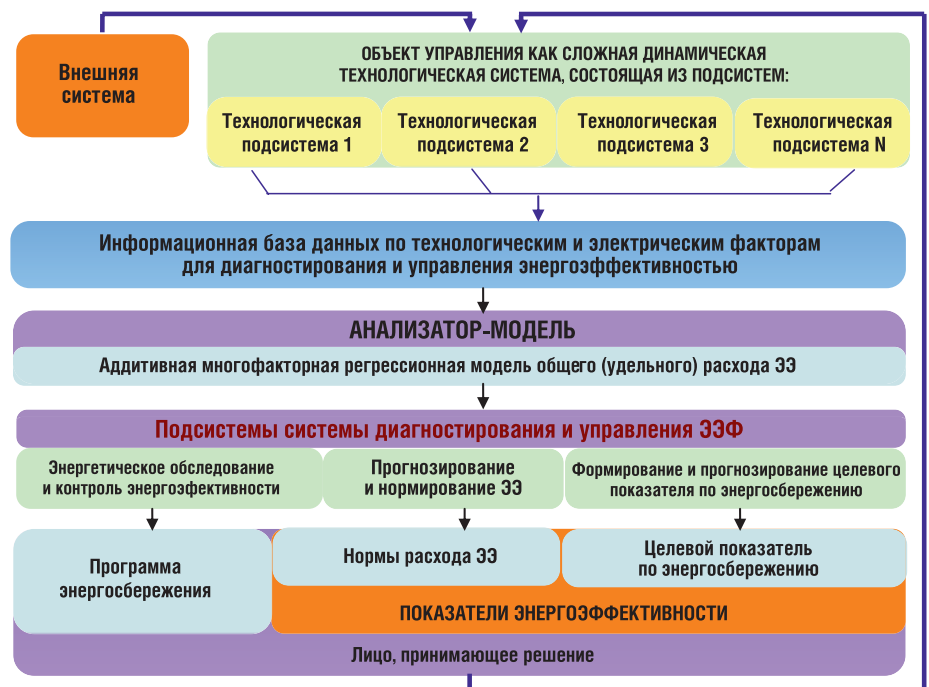 Внешняя
система
ОБЪЕКТ УПРАВЛЕНИЯ КАК СЛОЖНАЯ ДИНАМИЧЕСКАЯ
ТЕХНОЛОГИЧЕСКАЯ СИСТЕМА, СОСТОЯЩАЯ ИЗ ПОДСИСТЕМ:
Технологическая
подсистема 1
Технологическая
подсистема 2
Технологическая
подсистема 3
Технологическая
подсистема N
Информационная база данных по технологическим и электрическим факторам
для диагностирования и управления энергоэффективностью
АНАЛИЗАТОР-МОДЕЛЬ
Аддитивная многофакторная регрессионная модель общего (удельного) расхода ЭЭ
Подсистемы системы диагностирования и управления ЭЭФ
Энергетическое обследование
и контроль энергоэфективности
Прогнозирование
и нормирование ЭЭ
Формирование и прогнозирование целевого
показателя по энергосбережению
Программа
энергосбережения
Нормы расхода ЭЭ
Целевой показатель
по энергосбережению
ПОКАЗАТЕЛИ ЭНЕРГОЭФФЕКТИВНОСТИ
Лицо, принимающее решение